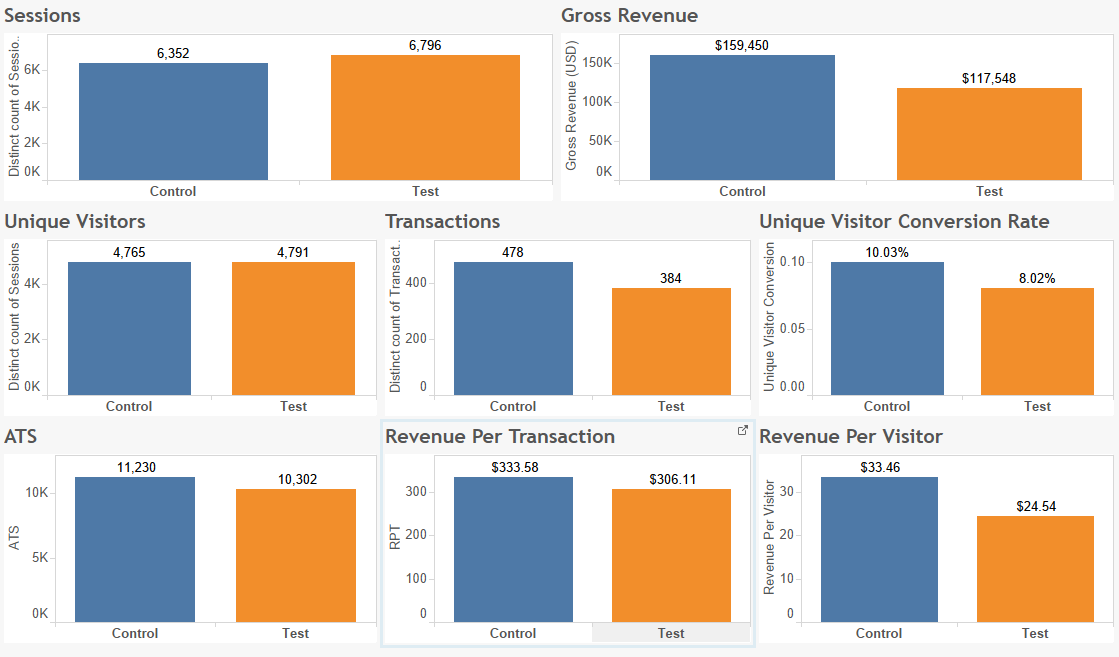 Sessions
Distinct count of Sessio..
6K
4K
2K
0K
6,352
6,796
Control
Test
Gross Revenue
Gross Revenue (USD)
150K
100K
50K
0K
$159,450
$117,548
Control
Test
Unique Visitors
Distinct count of Sessions
4K
2K
0K
4,765
4,791
Control
Test
Transactions
Distinct count of Transact..
400
200
0
478
384
Control
Test
Unique Visitor Conversion Rate
Unique Visitor Conversion
0.10
0.05
0.00
10.03%
8.02%
Control
Test
ATS
ATS
10K
5K
0K
11,230
10,302
Control
Test
Revenue Per Transaction
RPT
300
200
100
0
$333.58
$306.11
Control
Test
Revenue Per Visitor
Revenue Per Visitor
30
20
10
0
$33.46
$24.54
Control
Test